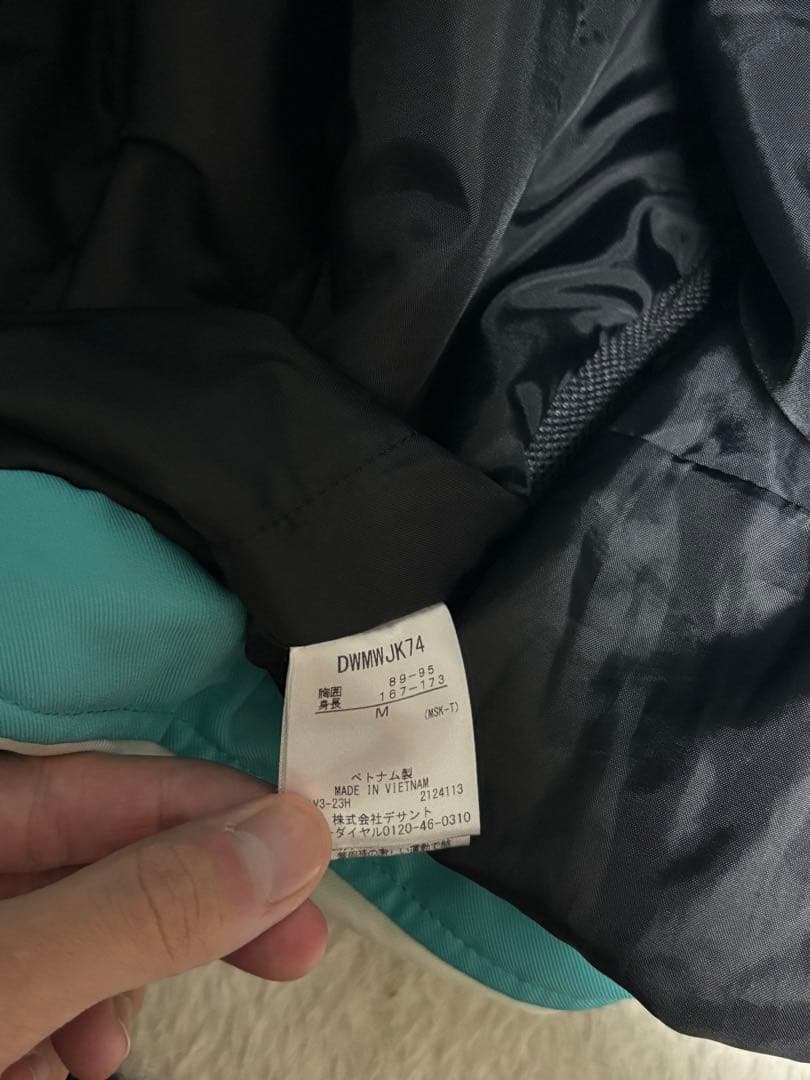 DWMWJK74
胸囲 89-95
身長 167-173
M (MSK-T)
ベトナム製
MADE IN VIETNAM
V3-23H 2124113
株式会社デサント
ーダイヤル0120-46-0310